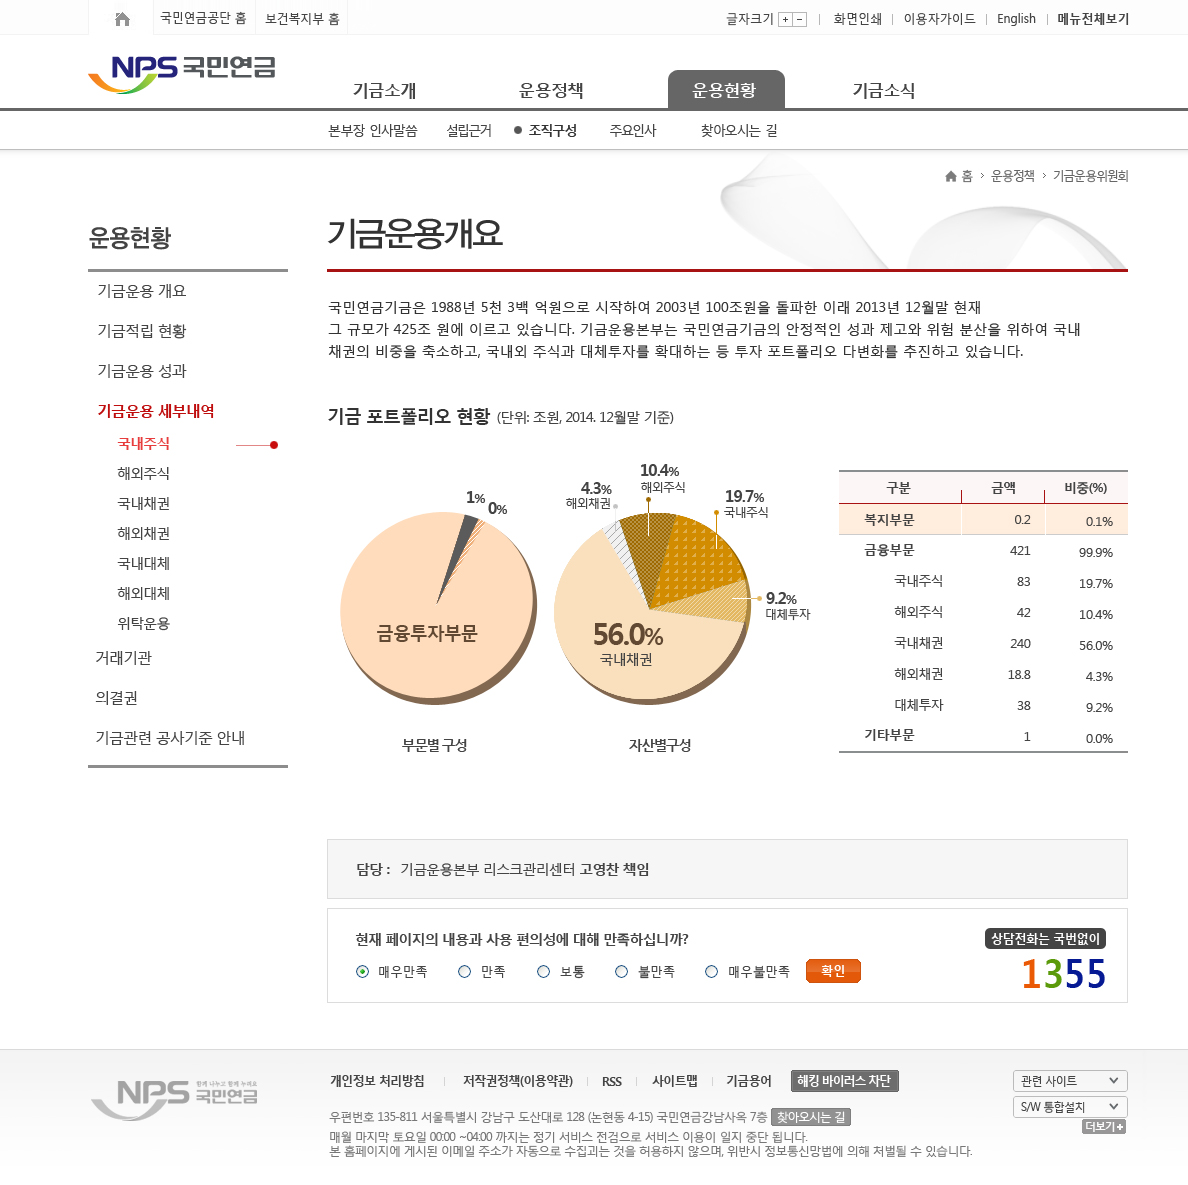 국민연금공단 홈 보건복지부 홈 글자크기 + - 화면인쇄 이용자가이드 English 메뉴전체보기
NPS 국민연금
기금소개 운용정책 운용현황 기금소식
본부장 인사말씀 설립근거 조직구성 주요인사 찾아오시는 길
홈 > 운용정책 > 기금운용위원회
운용현황
기금운용 개요
기금적립 현황
기금운용 성과
기금운용 세부내역
국내주식
해외주식
국내채권
해외채권
국내대체
해외대체
위탁운용
거래기관
의결권
기금관련 공사기준 안내
기금운용개요
국민연금기금은 1988년 5천 3백 억원으로 시작하여 2003년 100조원을 돌파한 이래 2013년 12월말 현재
그 규모가 425조 원에 이르고 있습니다. 기금운용본부는 국민연금기금의 안정적인 성과 제고와 위험 분산을 위하여 국내
채권의 비중을 축소하고, 국내외 주식과 대체투자를 확대하는 등 투자 포트폴리오 다변화를 추진하고 있습니다.
기금 포트폴리오 현황 (단위: 조원, 2014. 12월말 기준)
1%
0%
금융투자부문
부문별 구성
4.3%
해외채권
10.4%
해외주식
19.7%
국내주식
9.2%
대체투자
56.0%
국내채권
자산별구성
구분 금액 비중(%)
복지부문 0.2 0.1%
금융부문 421 99.9%
국내주식 83 19.7%
해외주식 42 10.4%
국내채권 240 56.0%
해외채권 18.8 4.3%
대체투자 38 9.2%
기타부문 1 0.0%
담당 : 기금운용본부 리스크관리센터 고영찬 책임
현재 페이지의 내용과 사용 편의성에 대해 만족하십니까?
매우만족 만족 보통 불만족 매우불만족 확인
상담전화는 국번없이
1355
NPS 함께 나누고 함께 누려요
국민연금
개인정보 처리방침 저작권정책(이용약관) RSS 사이트맵 기금용어 해킹 바이러스 차단
우편번호 135-811 서울특별시 강남구 도산대로 128 (논현동 4-15) 국민연금강남사옥 7층 찾아오시는 길
매월 마지막 토요일 00:00 ~04:00 까지는 정기 서비스 전검으로 서비스 이용이 일지 중단 됩니다.
본 홈페이지에 게시된 이메일 주소가 자동으로 수집괴는 것을 허용하지 않으며, 위반시 정보통신망법에 의해 처벌될 수 있습니다.
관련 사이트
S/W 통합설치
더보기 +